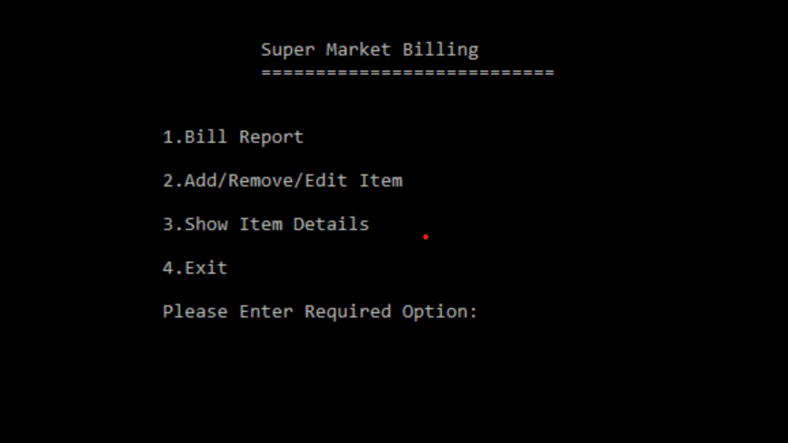 Super Market Billing
===========================
1.Bill Report
2.Add/Remove/Edit Item
3.Show Item Details
4.Exit
Please Enter Required Option: